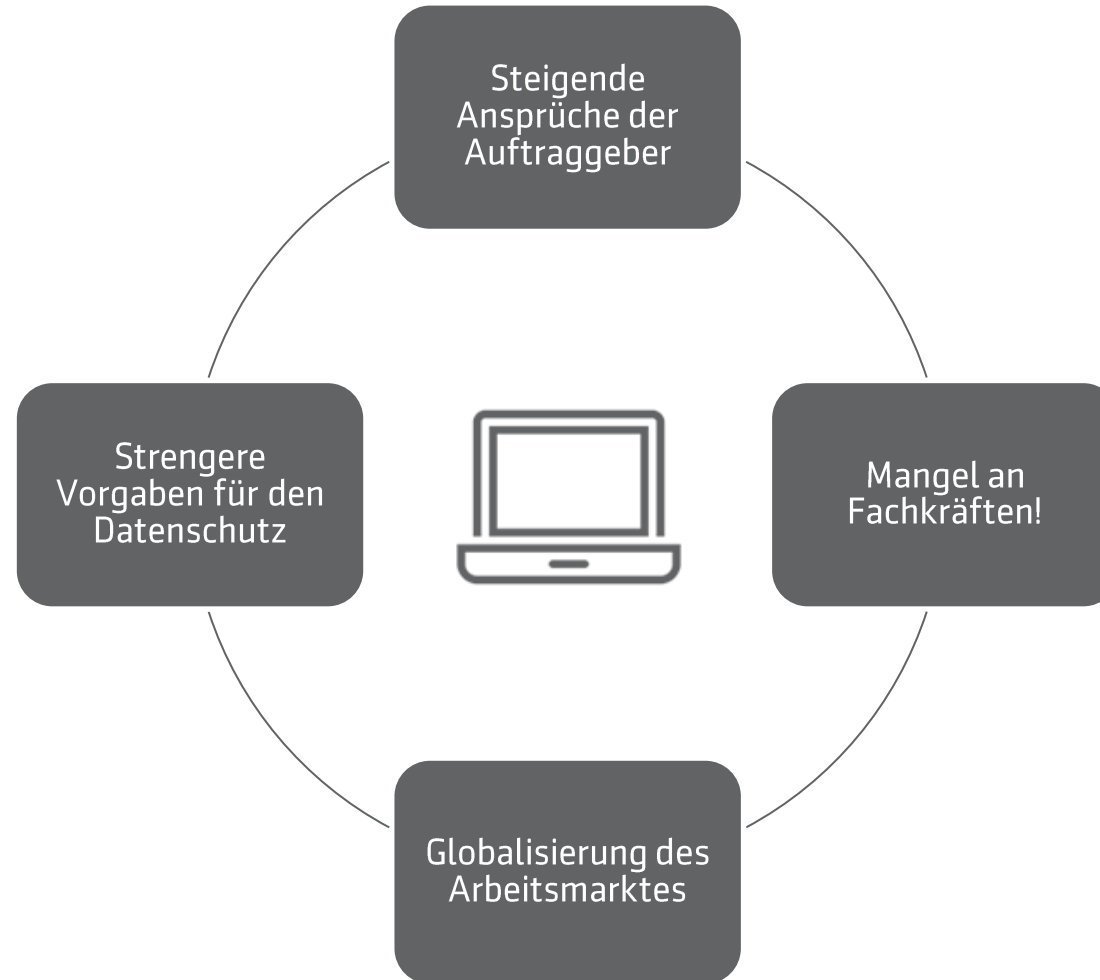 Steigende
Ansprüche der
Auftraggeber
Strengere
Vorgaben für den
Datenschutz
Mangel an
Fachkräften!
Globalisierung des
Arbeitsmarktes